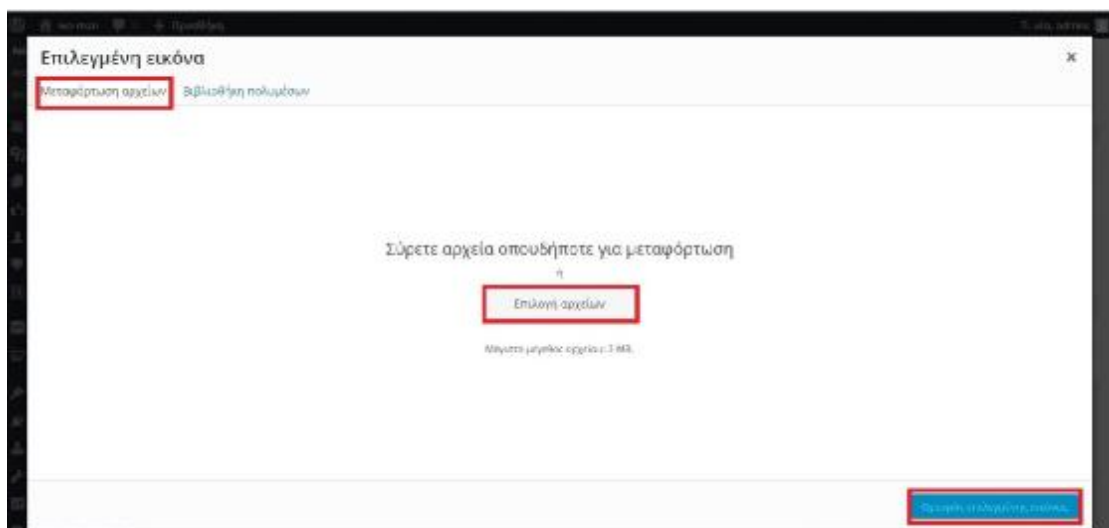 Προσθήκη
Επιλεγμένη εικόνα
Μεταφόρτωση αρχείων Βιβλιοθήκη πολυμέσων
Σύρετε αρχεία οπουδήποτε για μεταφόρτωση
ή
Επιλογή αρχείων
Μέγιστο μέγεθος αρχείου: MB.
Ορισμός επιλεγμένης εικόνας